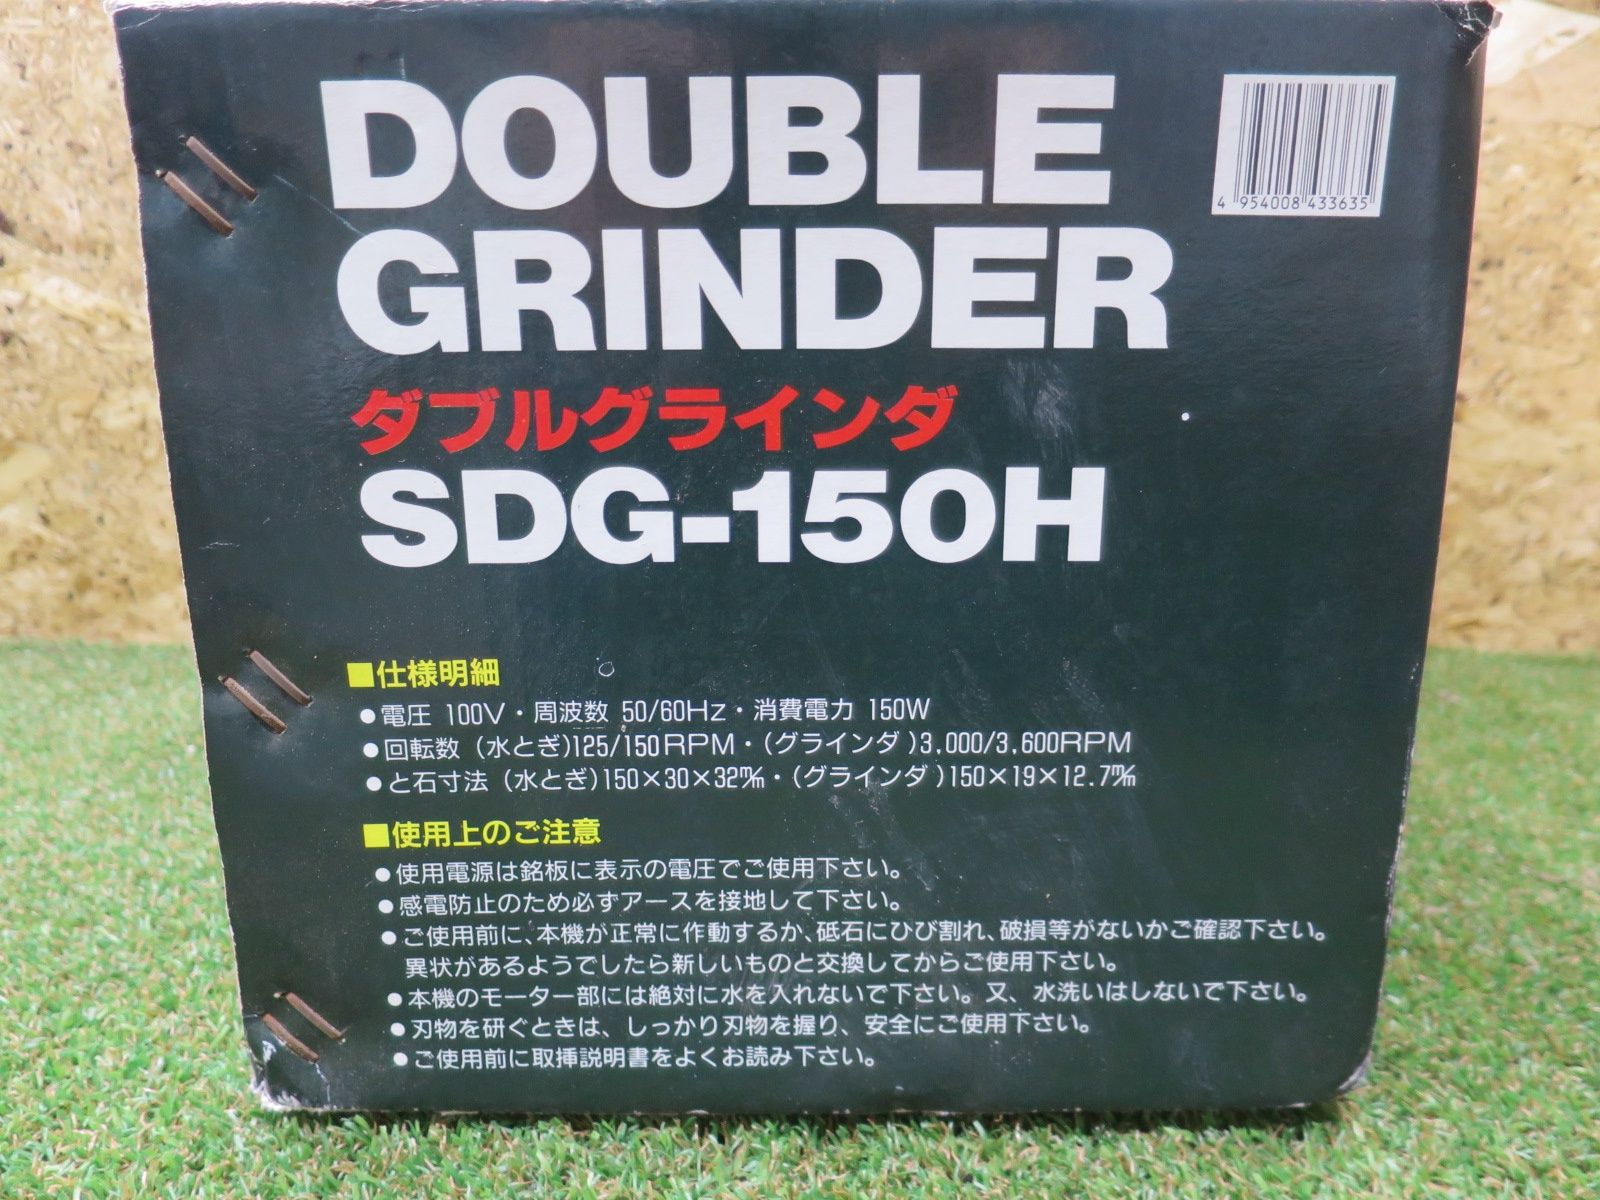 DOUBLE
4 954008 433635
GRINDER
ダブルグラインダ
SDG-150H
■仕様明細
●電圧 100V・周波数 50/60Hz・消費電力 150W
●回転数（水とぎ）125/150RPM・（グラインダ）3,000/3,600RPM
●と石寸法（水とぎ）150×30×32㎜・（グラインダ）150×19×12.7㎜
■使用上のご注意
●使用電源は銘板に表示の電圧でご使用下さい。
●感電防止のため必ずアースを接地して下さい。
●ご使用前に、本機が正常に作動するか、砥石にひび割れ、破損等がないかご確認下さい。
異状があるようでしたら新しいものと交換してからご使用下さい。
●本機のモーター部には絶対に水を入れないで下さい。又、水洗いはしないで下さい。
●刃物を研ぐときは、しっかり刃物を握り、安全にご使用下さい。
●ご使用前に取挿説明書をよくお読み下さい。